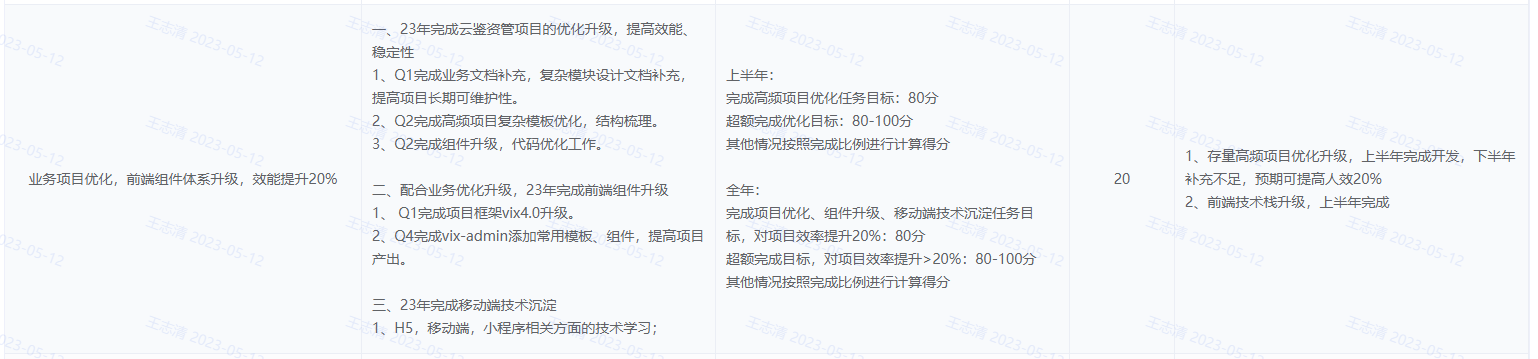 业务项目优化，前端组件体系升级，效能提升20%
一、23年完成云鉴资管项目的优化升级，提高效能、
稳定性
1、Q1完成业务文档补充，复杂模块设计文档补充，
提高项目长期可维护性。
2、Q2完成高频项目复杂模板优化，结构梳理。
3、Q2完成组件升级，代码优化工作。
二、配合业务优化升级，23年完成前端组件升级
1、 Q1完成项目框架vix4.0升级。
2、Q4完成vix-admin添加常用模板、组件，提高项目
产出。
三、23年完成移动端技术沉淀
1、H5，移动端，小程序相关方面的技术学习；
上半年：
完成高频项目优化任务目标：80分
超额完成优化目标：80-100分
其他情况按照完成比例进行计算得分
全年：
完成项目优化、组件升级、移动端技术沉淀任务目
标，对项目效率提升20%：80分
超额完成目标，对项目效率提升>20%：80-100分
其他情况按照完成比例进行计算得分
20
1、存量高频项目优化升级，上半年完成开发，下半年
补充不足，预期可提高人效20%
2、前端技术栈升级，上半年完成
王志清 2023-05-12